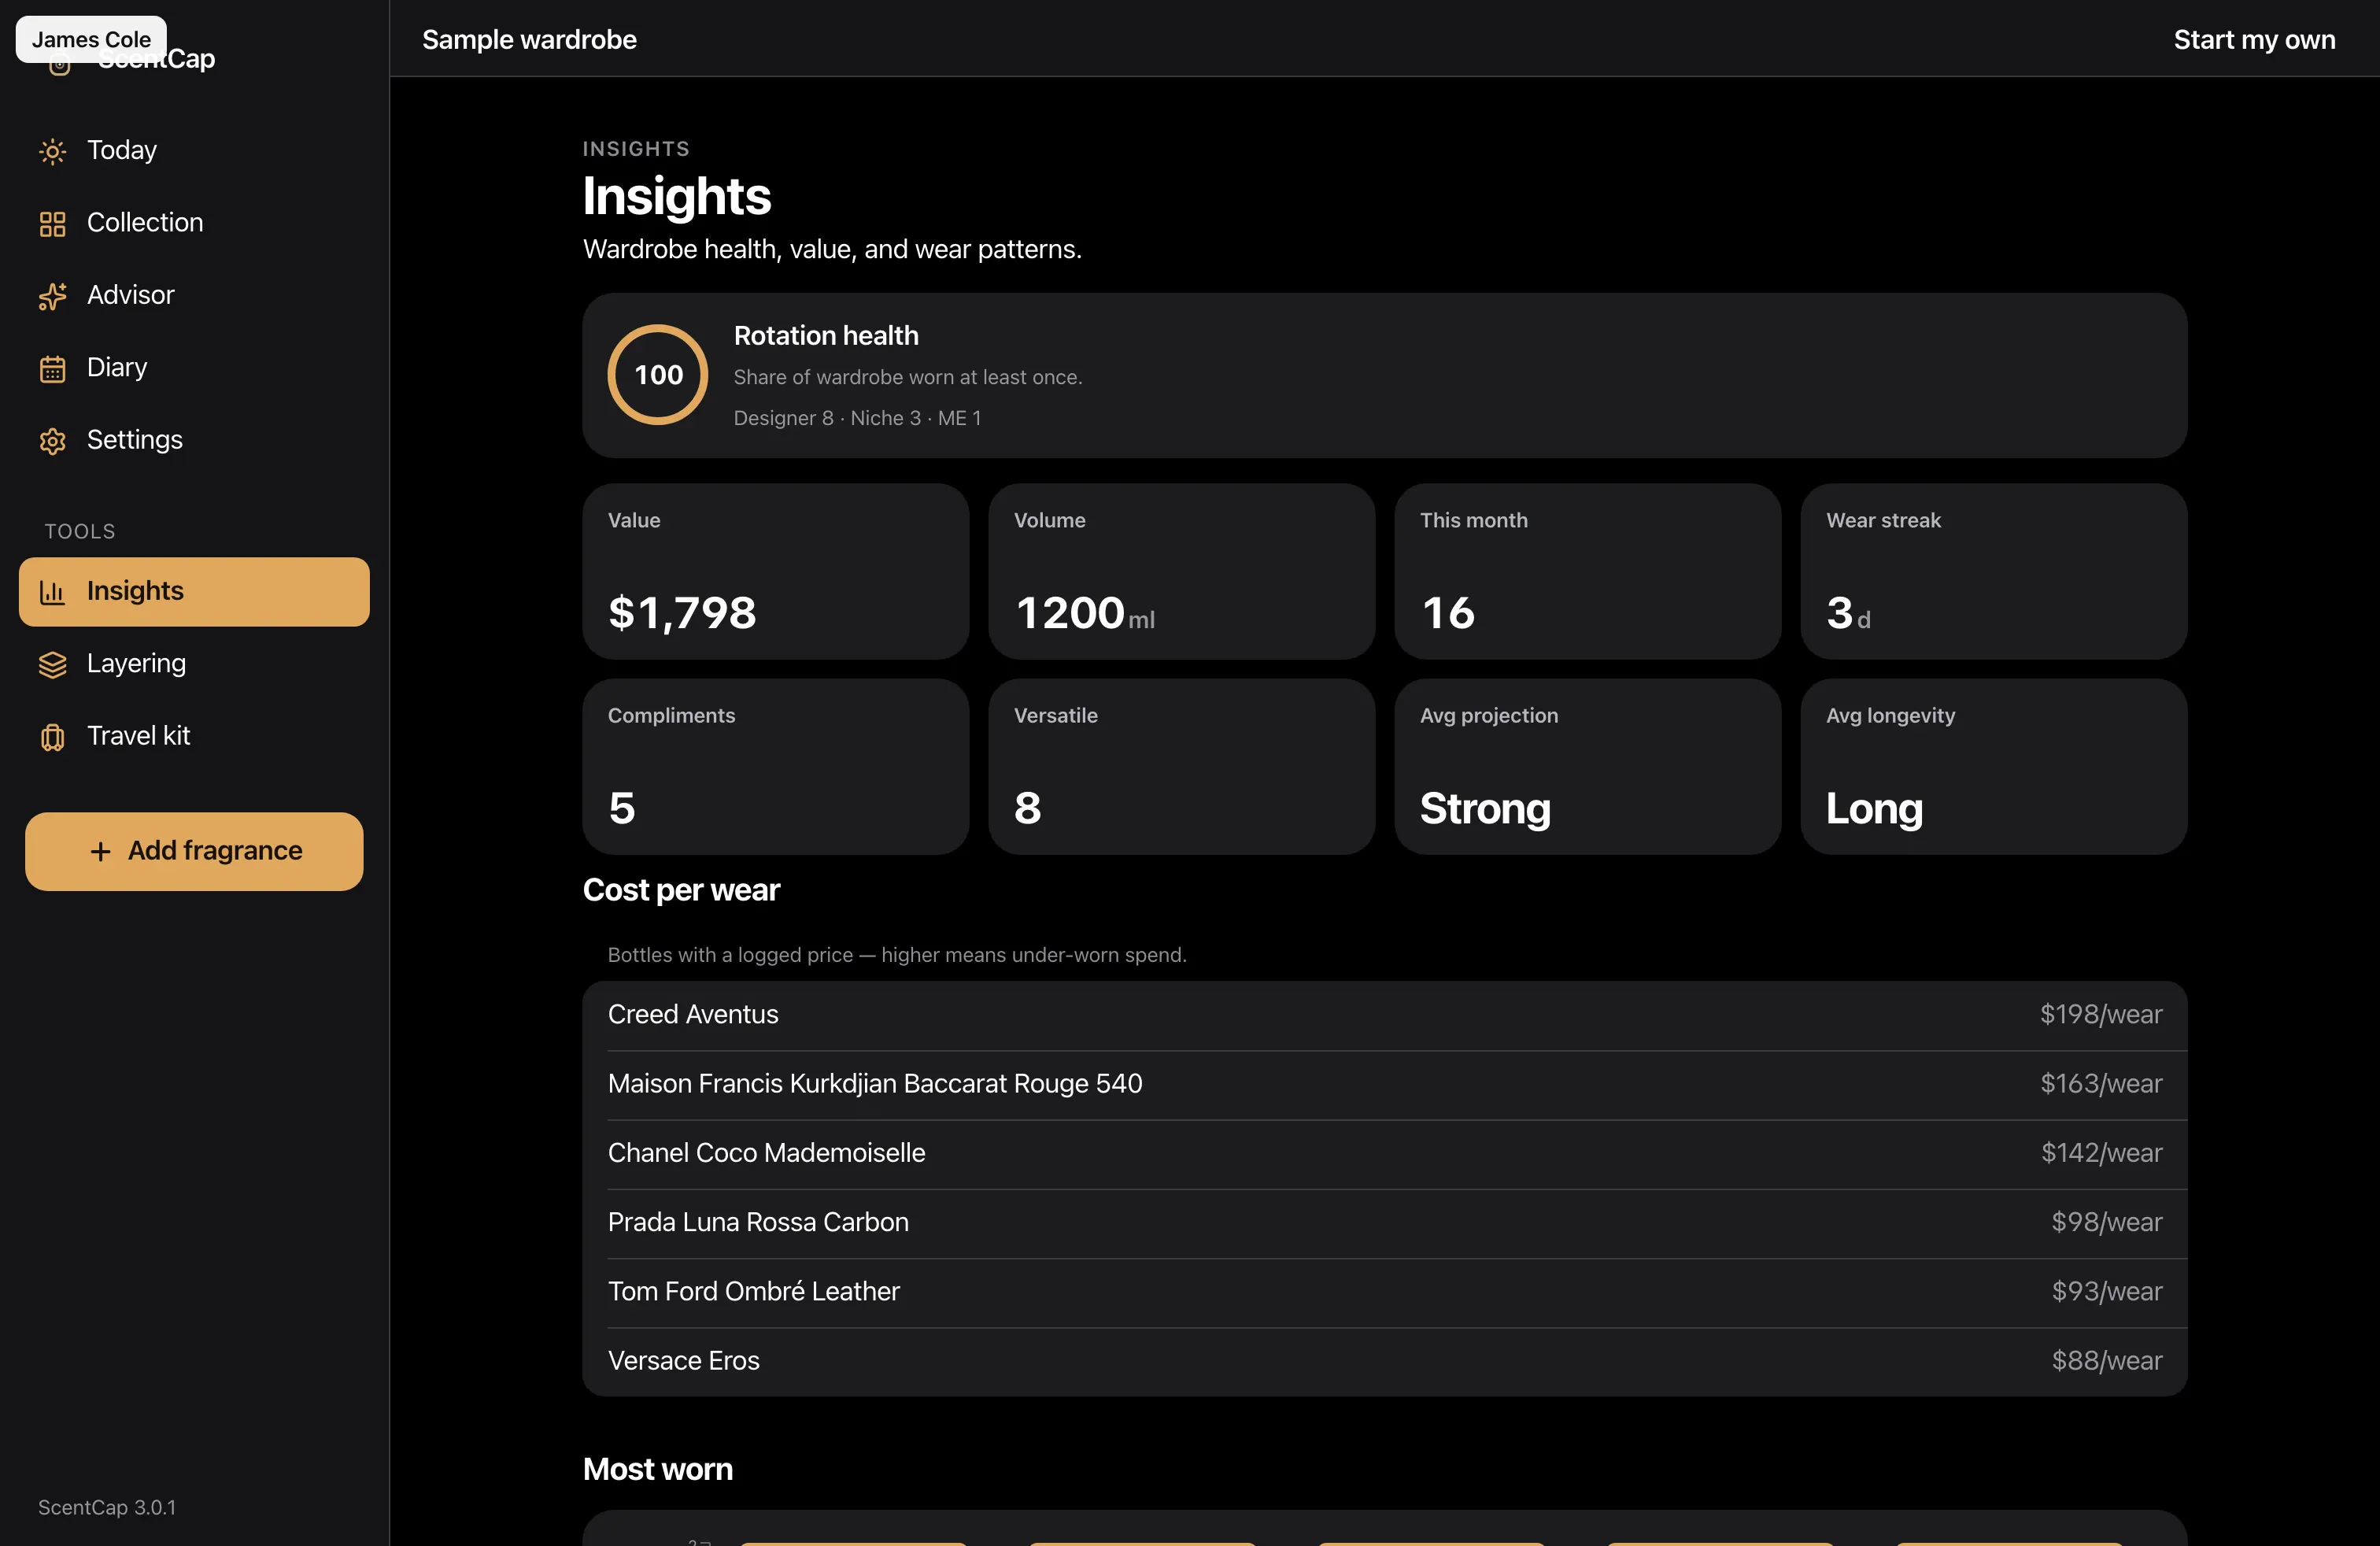 James Cole
ScentCap
Today
Collection
Advisor
Diary
Settings
TOOLS
Insights
Layering
Travel kit
+ Add fragrance
ScentCap 3.0.1
Sample wardrobe
Start my own
INSIGHTS
Insights
Wardrobe health, value, and wear patterns.
100
Rotation health
Share of wardrobe worn at least once.
Designer 8 · Niche 3 · ME 1
Value
$1,798
Volume
1200 ml
This month
16
Wear streak
3 d
Compliments
5
Versatile
8
Avg projection
Strong
Avg longevity
Long
Cost per wear
Bottles with a logged price — higher means under-worn spend.
Creed Aventus
$198/wear
Maison Francis Kurkdjian Baccarat Rouge 540
$163/wear
Chanel Coco Mademoiselle
$142/wear
Prada Luna Rossa Carbon
$98/wear
Tom Ford Ombré Leather
$93/wear
Versace Eros
$88/wear
Most worn